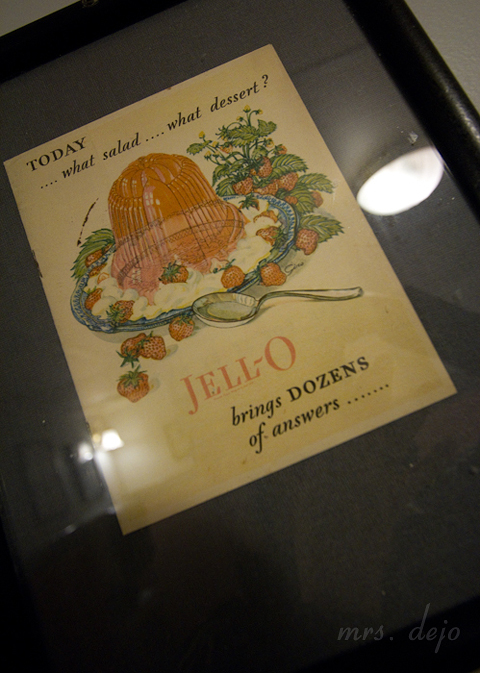 TODAY
.... what salad .... what dessert?
JELL-O
brings DOZENS
of answers .......
mrs. dejo